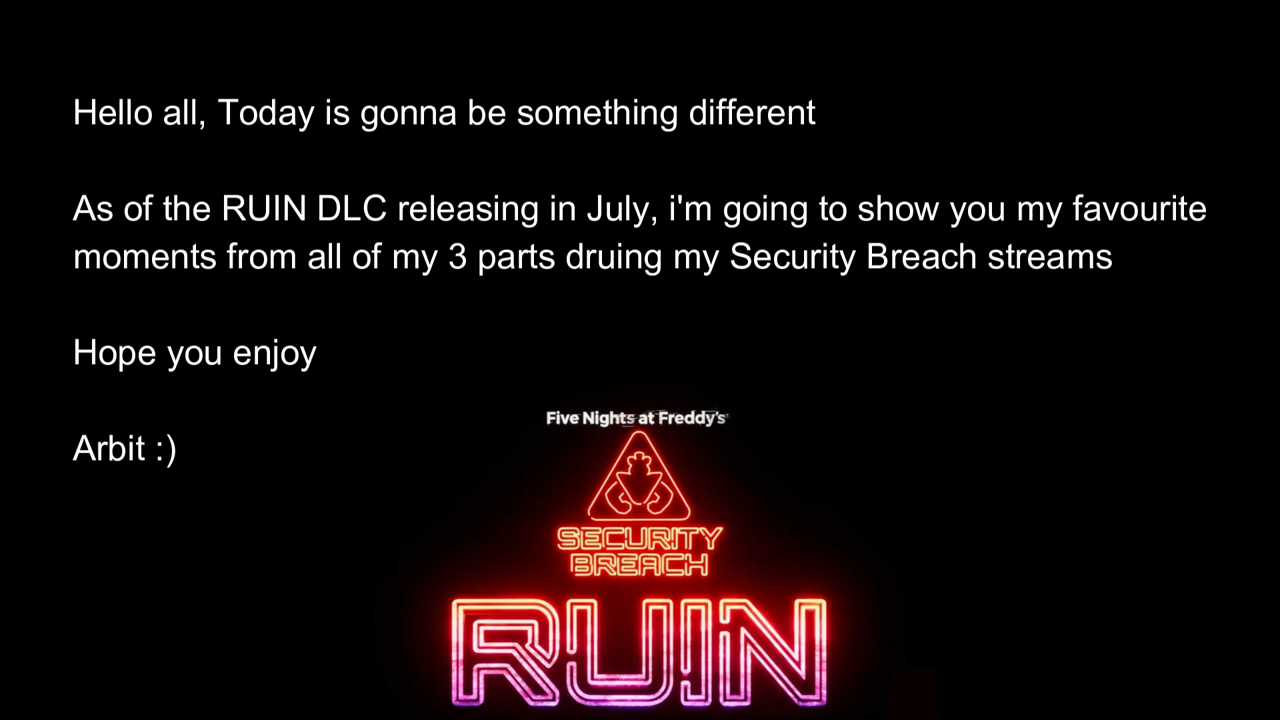 Hello all, Today is gonna be something different
As of the RUIN DLC releasing in July, i'm going to show you my favourite
moments from all of my 3 parts druing my Security Breach streams
Hope you enjoy
Arbit :)
Five Nights at Freddy's
SECURITY
BREACH
RUIN